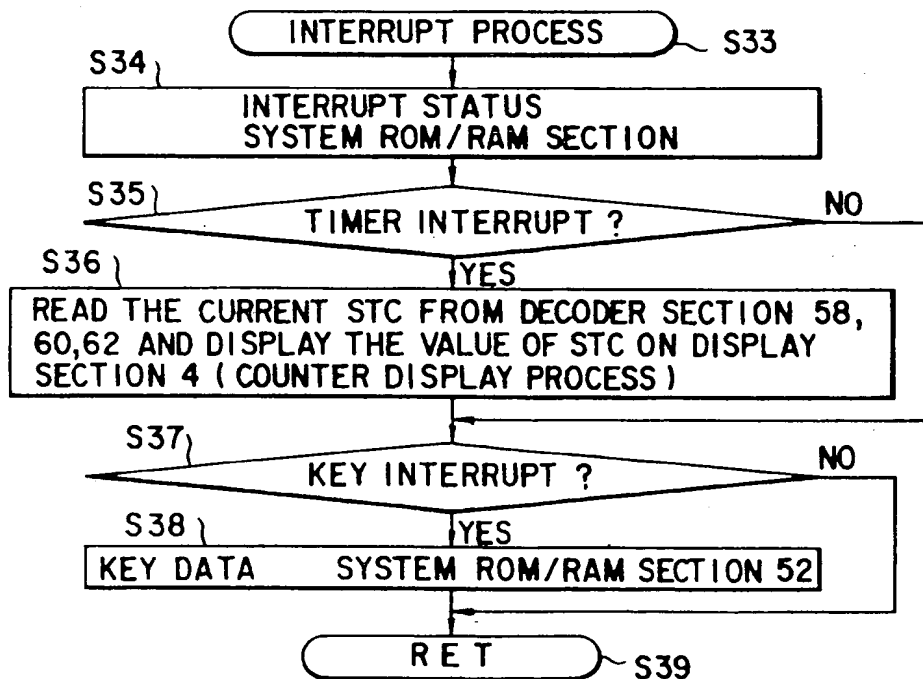 INTERRUPT PROCESS
S33
S34
INTERRUPT STATUS
SYSTEM ROM/RAM SECTION
S35
TIMER INTERRUPT ?
NO
S36
YES
READ THE CURRENT STC FROM DECODER SECTION 58,
60,62 AND DISPLAY THE VALUE OF STC ON DISPLAY
SECTION 4 (COUNTER DISPLAY PROCESS)
S37
KEY INTERRUPT ?
NO
S38
YES
KEY DATA SYSTEM ROM/RAM SECTION 52
RET
S39